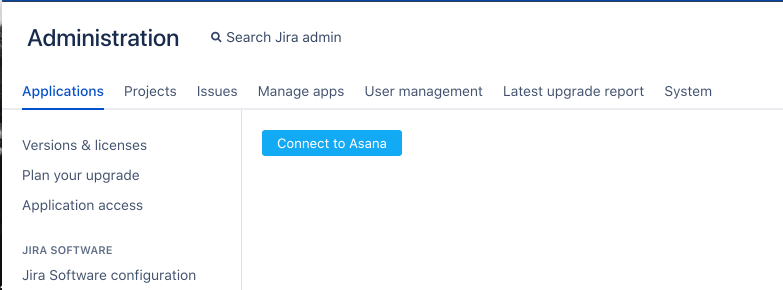 Administration Search Jira admin
Applications Projects Issues Manage apps User management Latest upgrade report System
Versions & licenses
Plan your upgrade
Application access
JIRA SOFTWARE
Jira Software configuration
Connect to Asana